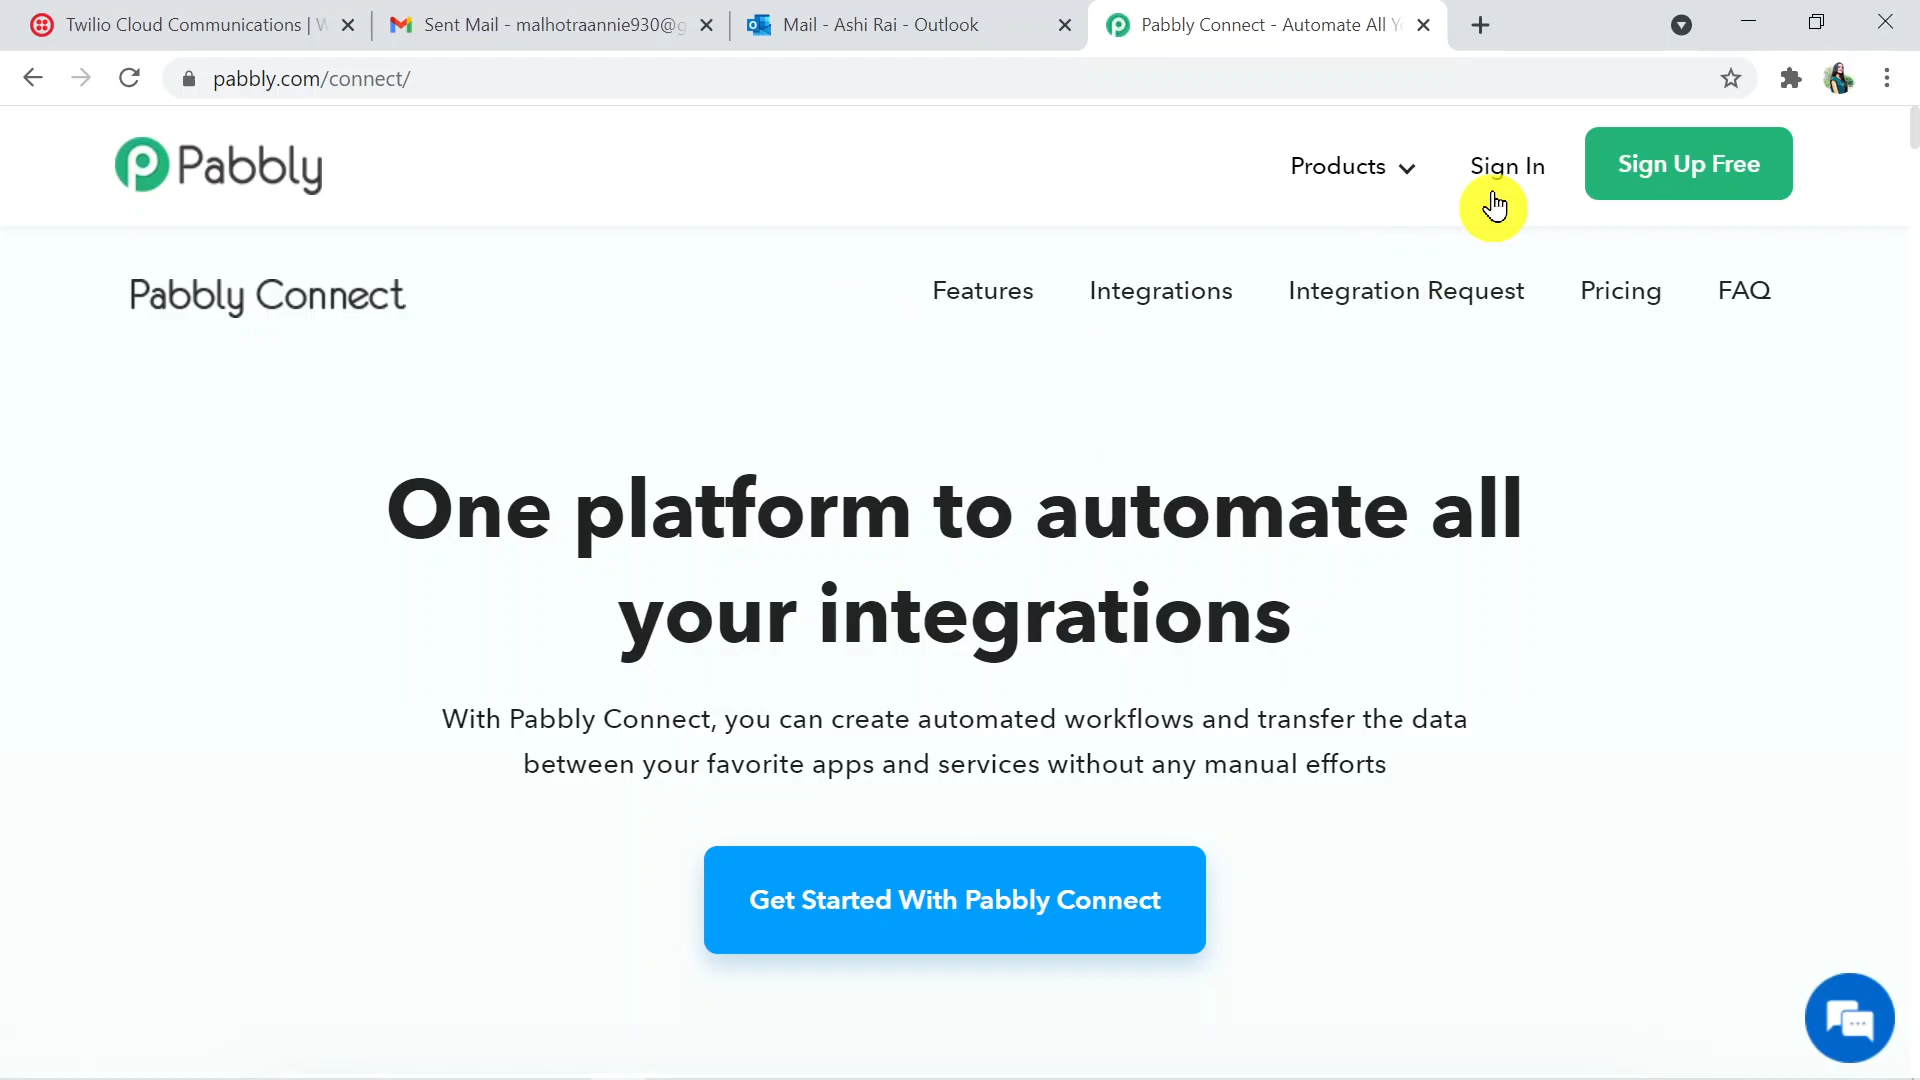 Twilio Cloud Communications | W
Sent Mail - malhotraannie930@g
Mail - Ashi Rai - Outlook
Pabbly Connect - Automate All Y
pabbly.com/connect/
Pabbly
Products
Sign In
Sign Up Free
Pabbly Connect
Features
Integrations
Integration Request
Pricing
FAQ
One platform to automate all
your integrations
With Pabbly Connect, you can create automated workflows and transfer the data
between your favorite apps and services without any manual efforts
Get Started With Pabbly Connect